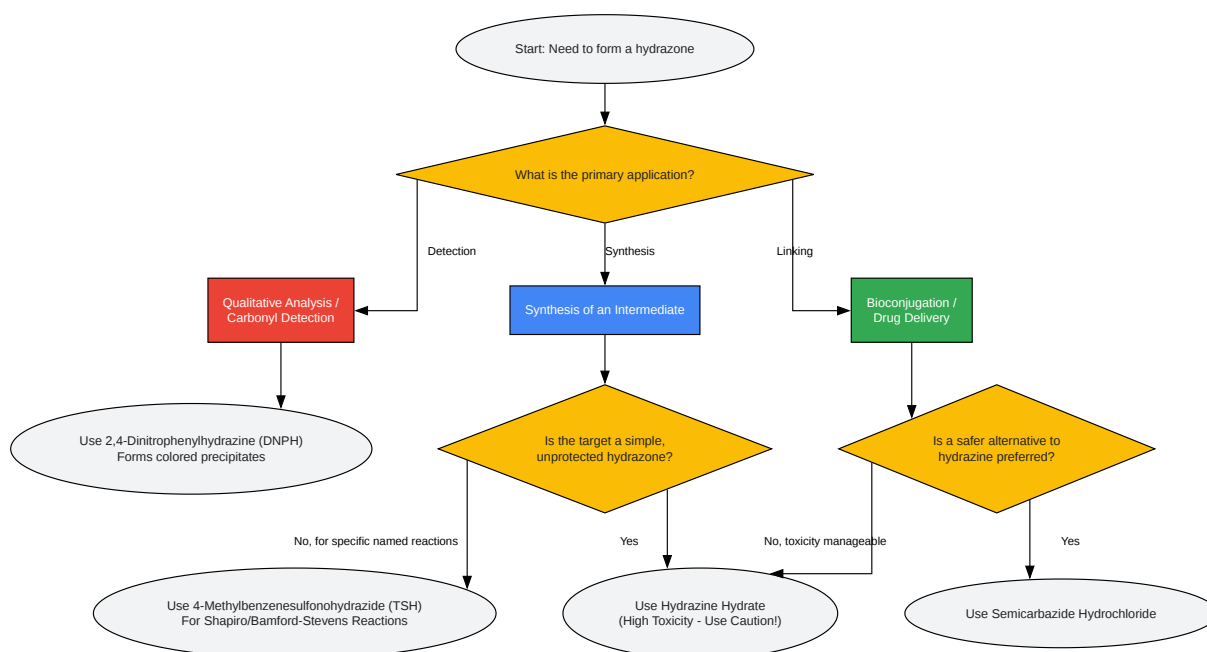 Start: Need to form a hydrazone
What is the primary application?
Detection
Synthesis
Linking
Qualitative Analysis /
Carbonyl Detection
Synthesis of an Intermediate
Bioconjugation /
Drug Delivery
Use 2,4-Dinitrophenylhydrazine (DNPH)
Forms colored precipitates
Is the target a simple,
unprotected hydrazone?
Is a safer alternative to
hydrazine preferred?
No, for specific named reactions
Yes
No, toxicity manageable
Yes
Use 4-Methylbenzenesulfonohydrazide (TSH)
For Shapiro/Bamford-Stevens Reactions
Use Hydrazine Hydrate
(High Toxicity - Use Caution!)
Use Semicarbazide Hydrochloride